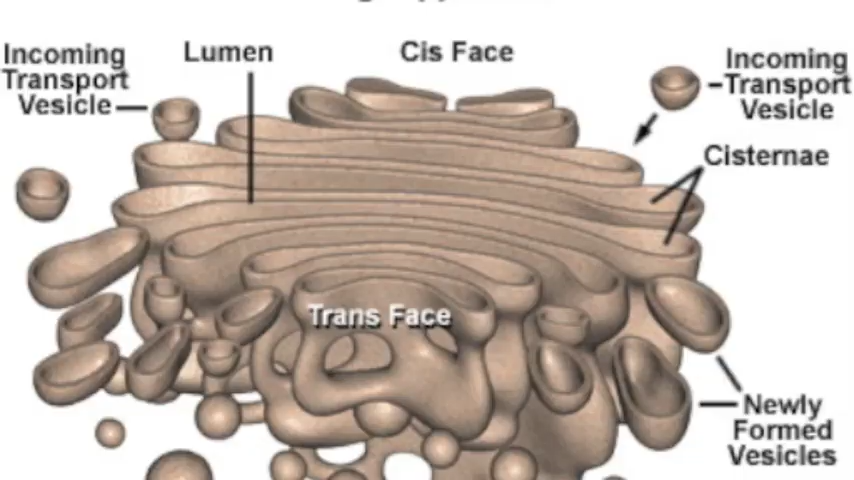 Incoming
Transport
Vesicle
Lumen
Cis Face
Incoming
Transport
Vesicle
Cisternae
Trans Face
Newly
Formed
Vesicles